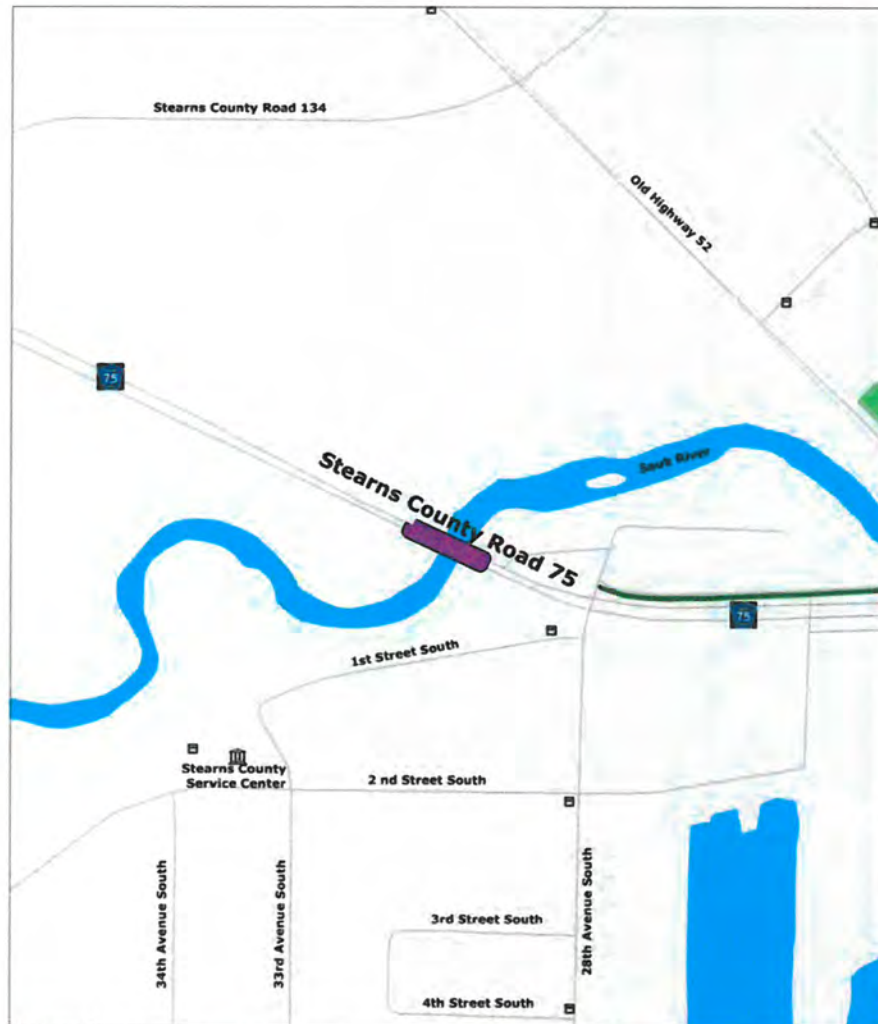 Stearns County Road 134
Old Highway 52
75
Stearns County Road 75
Sauk River
75
1st Street South
Stearns County
Service Center
2 nd Street South
34th Avenue South
33rd Avenue South
28th Avenue South
3rd Street South
4th Street South